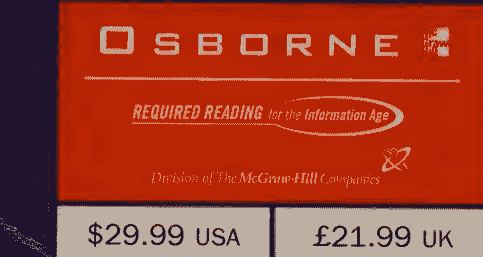 OSBORNE
REQUIRED READING for the Information Age
Division of The McGraw-Hill Companies
$29.99 USA £21.99 UK